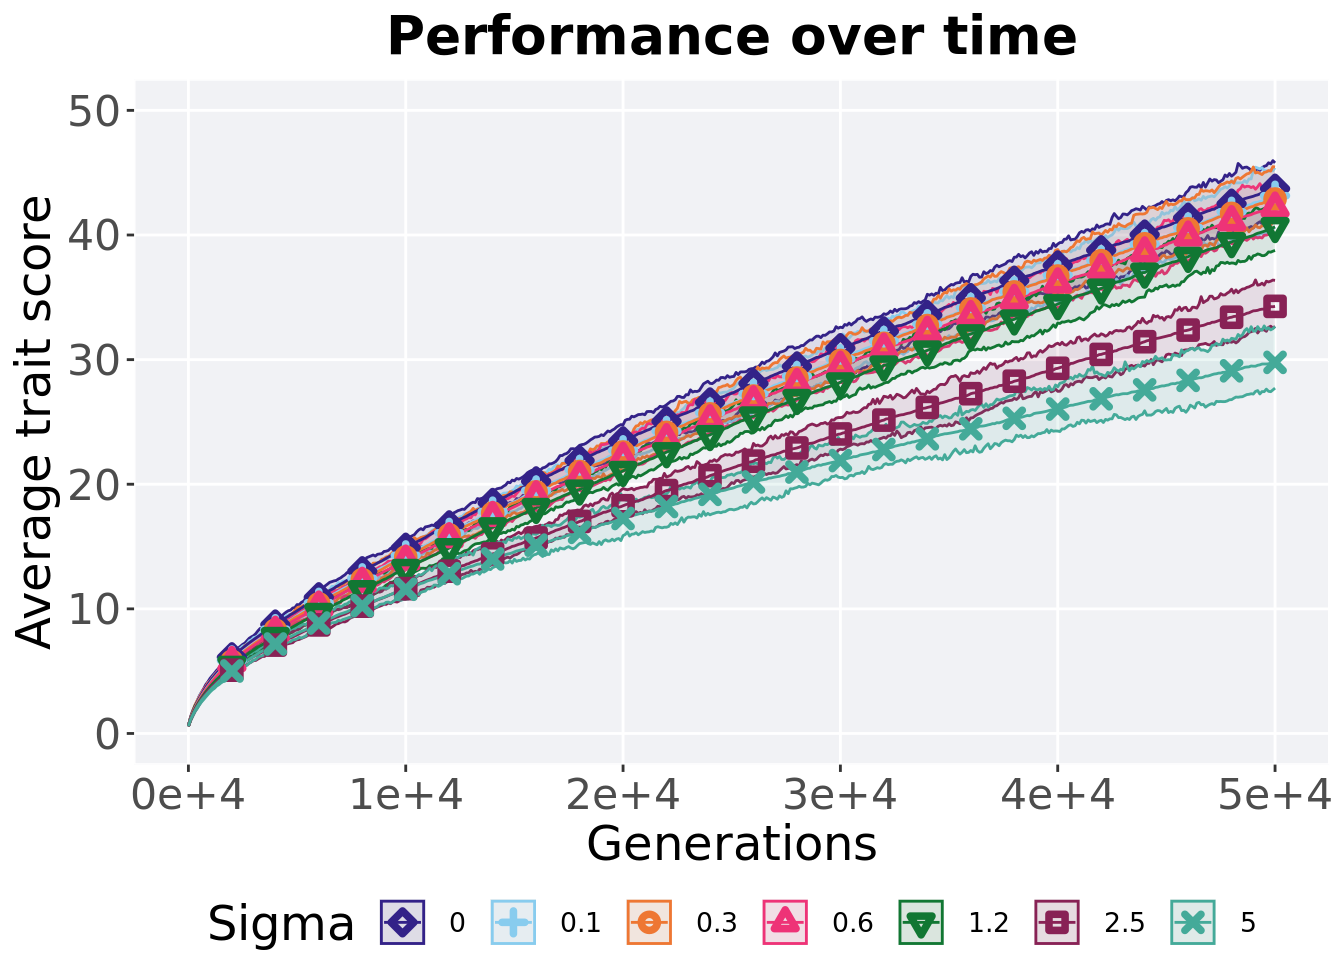 Performance over time
Average trait score
50
40
30
20
10
0
0e+4 1e+4 2e+4 3e+4 4e+4 5e+4
Generations
Sigma 0 0.1 0.3 0.6 1.2 2.5 5